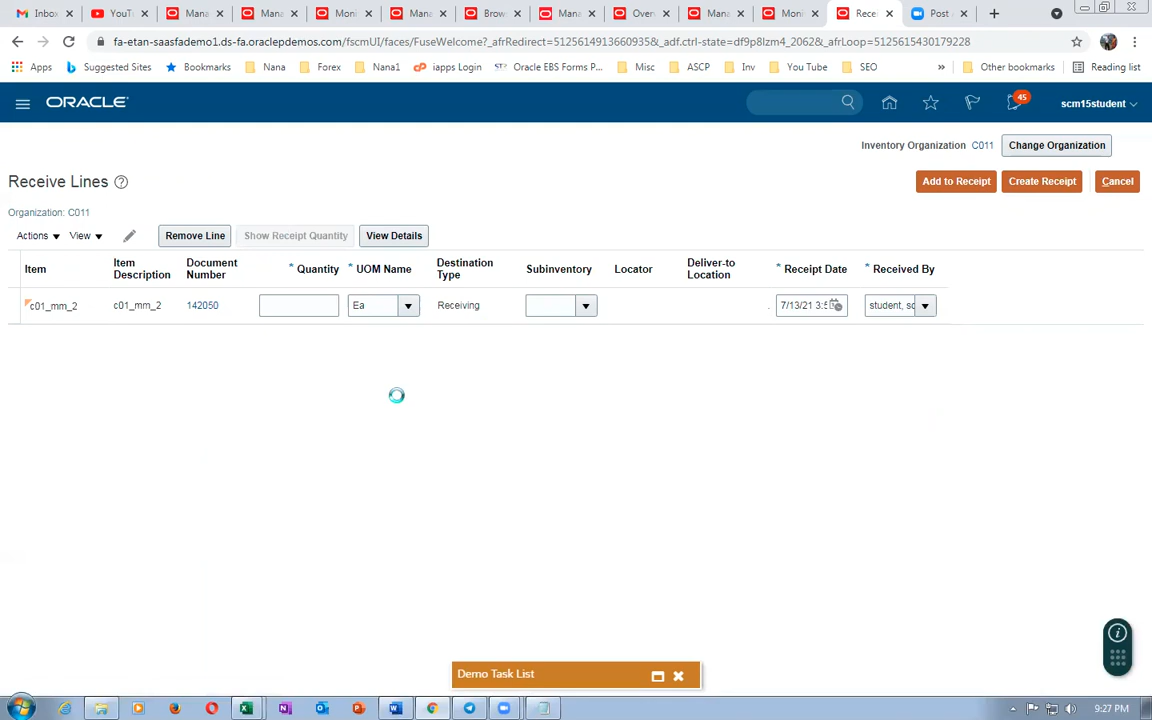 Inbox
YouT
Mana
Mana
Moni
Mana
Brow
Mana
Over
Mana
Moni
Rece
Post
fa-etan-saasfademo1.ds-fa.oraclepdemos.com/fscmUI/faces/FuseWelcome?_afrRedirect=5125614913660935&_adf.ctrl-state=df9p8lzm4_2062&_afrLoop=5125615430179228
Apps Suggested Sites Bookmarks Nana Forex Nana1 iapps Login Oracle EBS Forms P... Misc ASCP Inv You Tube SEO » Other bookmarks Reading list
ORACLE 45 scm15student
Inventory Organization C011 Change Organization
Receive Lines Add to Receipt Create Receipt Cancel
Organization: C011
Actions View Remove Line Show Receipt Quantity View Details
Item Item Description Document Number * Quantity * UOM Name Destination Type Subinventory Locator Deliver-to Location * Receipt Date * Received By
c01_mm_2 c01_mm_2 142050 Ea Receiving 7/13/21 3:5 student, sc
Demo Task List
9:27 PM